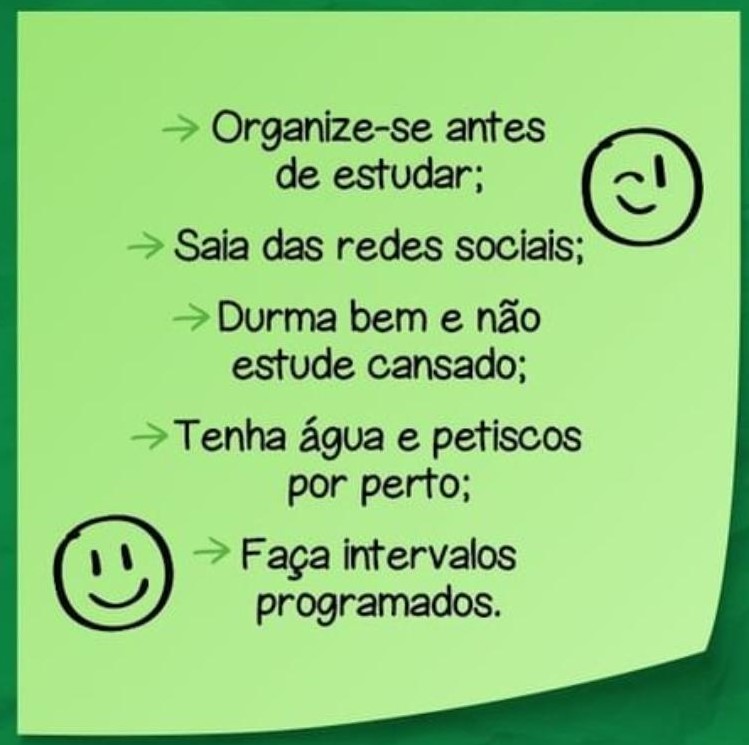 → Organize-se antes
de estudar;
→ Saia das redes sociais;
→ Durma bem e não
estude cansado;
→ Tenha água e petiscos
por perto;
→ Faça intervalos
programados.